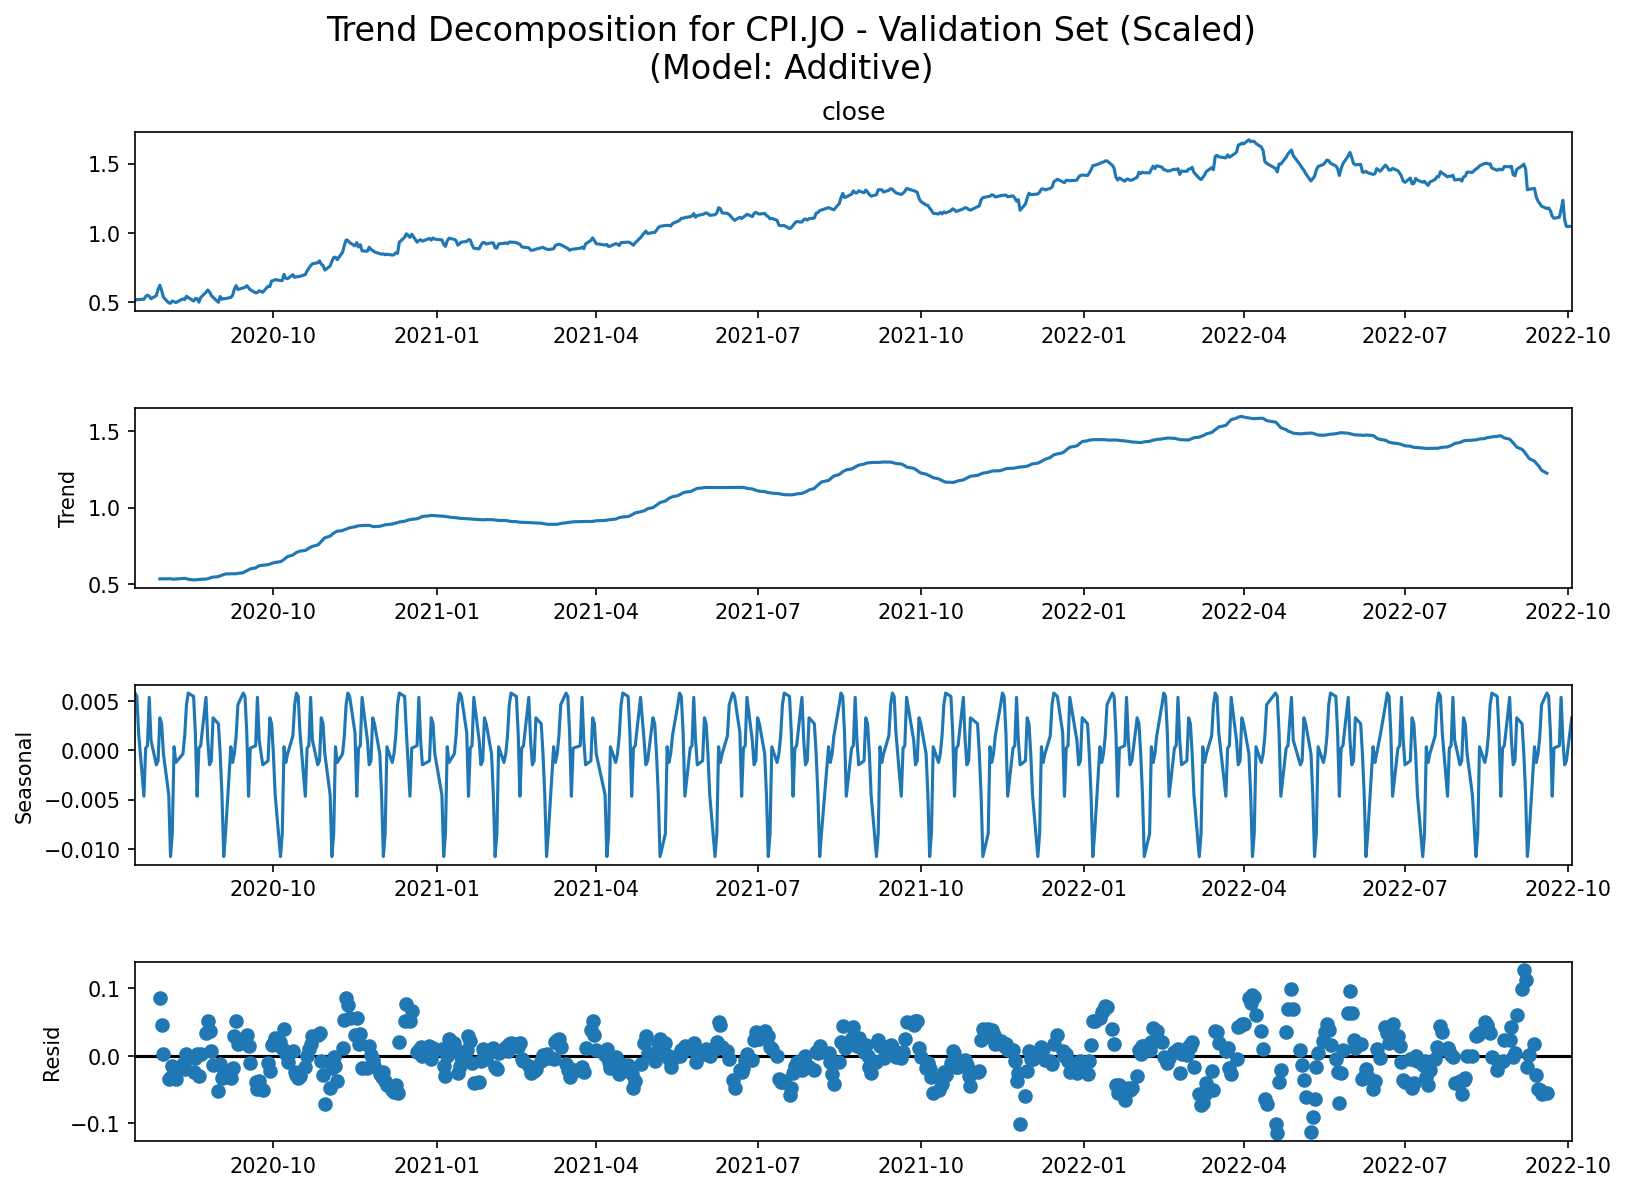 Trend Decomposition for CPI.JO - Validation Set (Scaled)
(Model: Additive)
close
1.5
1.0
0.5
2020-10 2021-01 2021-04 2021-07 2021-10 2022-01 2022-04 2022-07 2022-10
Trend
1.5
1.0
0.5
2020-10 2021-01 2021-04 2021-07 2021-10 2022-01 2022-04 2022-07 2022-10
Seasonal
0.005
0.000
−0.005
−0.010
2020-10 2021-01 2021-04 2021-07 2021-10 2022-01 2022-04 2022-07 2022-10
Resid
0.1
0.0
−0.1
2020-10 2021-01 2021-04 2021-07 2021-10 2022-01 2022-04 2022-07 2022-10